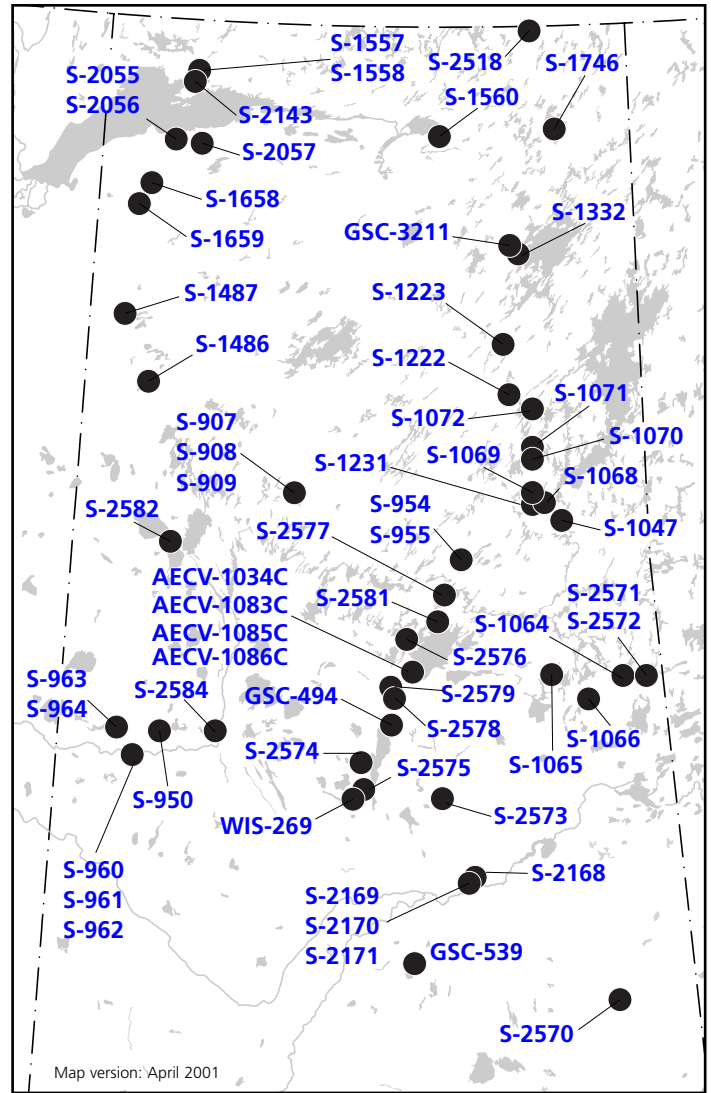 S-1557
S-1558
S-2518
S-1746
S-2055
S-2056
S-2143
S-1560
S-2057
S-1658
S-1659
S-1332
GSC-3211
S-1487
S-1223
S-1486
S-1222
S-1071
S-1072
S-1070
S-907
S-908
S-909
S-1069
S-1231
S-1068
S-954
S-955
S-1047
S-2582
S-2577
AECV-1034C
AECV-1083C
AECV-1085C
AECV-1086C
S-2581
S-2571
S-2572
S-1064
S-2576
S-963
S-964
S-2584
GSC-494
S-2579
S-2578
S-1066
S-2574
S-2575
S-1065
S-950
WIS-269
S-2573
S-960
S-961
S-962
S-2168
S-2169
S-2170
S-2171
GSC-539
S-2570
Map version: April 2001